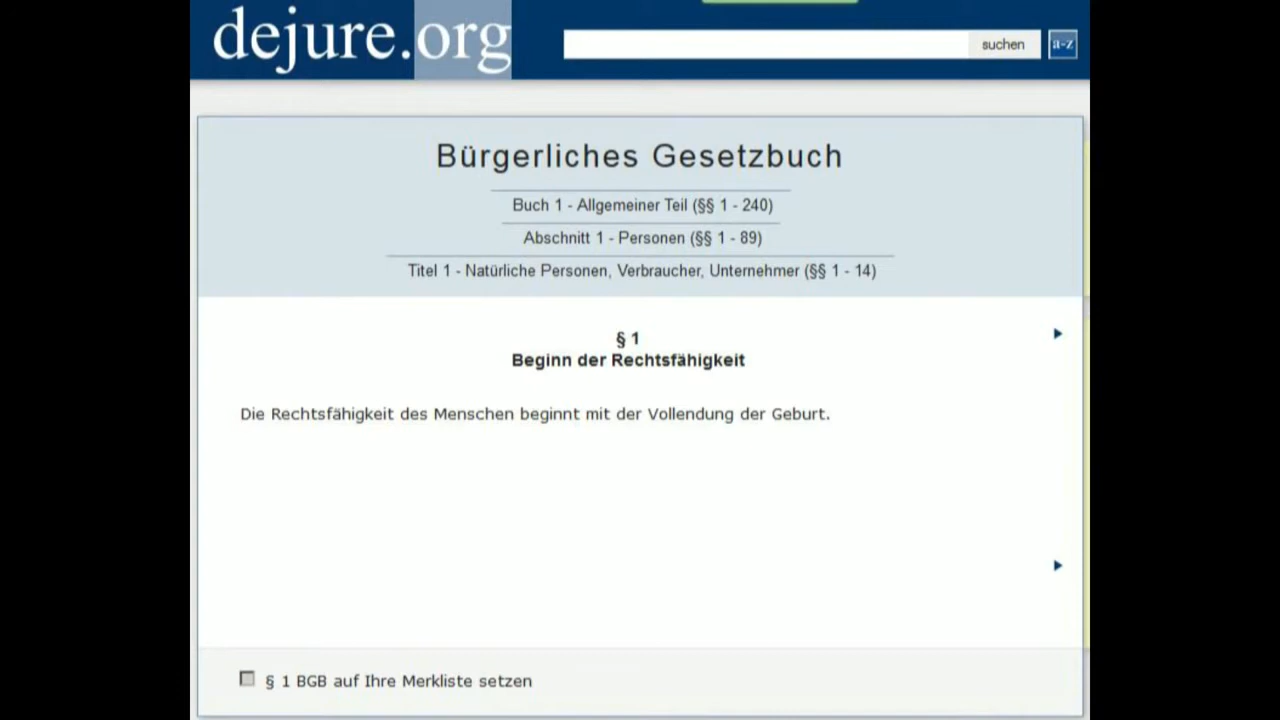 dejure.org
suchen
a-z
Bürgerliches Gesetzbuch
Buch 1 - Allgemeiner Teil (§§ 1 - 240)
Abschnitt 1 - Personen (§§ 1 - 89)
Titel 1 - Natürliche Personen, Verbraucher, Unternehmer (§§ 1 - 14)
§ 1
Beginn der Rechtsfähigkeit
Die Rechtsfähigkeit des Menschen beginnt mit der Vollendung der Geburt.
§ 1 BGB auf Ihre Merkliste setzen